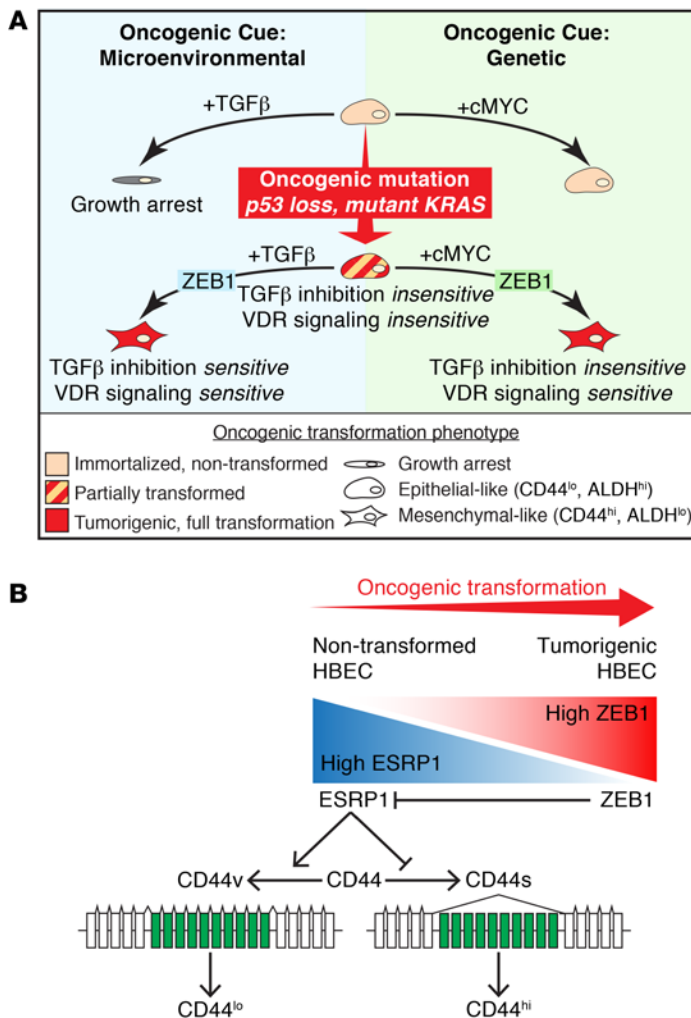 A
Oncogenic Cue:
Microenvironmental
Oncogenic Cue:
Genetic
+TGFβ
+cMYC
Growth arrest
Oncogenic mutation
p53 loss, mutant KRAS
+TGFβ
+cMYC
ZEB1
ZEB1
TGFβ inhibition insensitive
VDR signaling insensitive
TGFβ inhibition sensitive
VDR signaling sensitive
TGFβ inhibition insensitive
VDR signaling sensitive
Oncogenic transformation phenotype
Immortalized, non-transformed
Partially transformed
Tumorigenic, full transformation
Growth arrest
Epithelial-like (CD44lo, ALDHhi)
Mesenchymal-like (CD44hi, ALDHlo)
B
Oncogenic transformation
Non-transformed
HBEC
Tumorigenic
HBEC
High ZEB1
High ESRP1
ESRP1
ZEB1
CD44v
CD44
CD44s
CD44lo
CD44hi